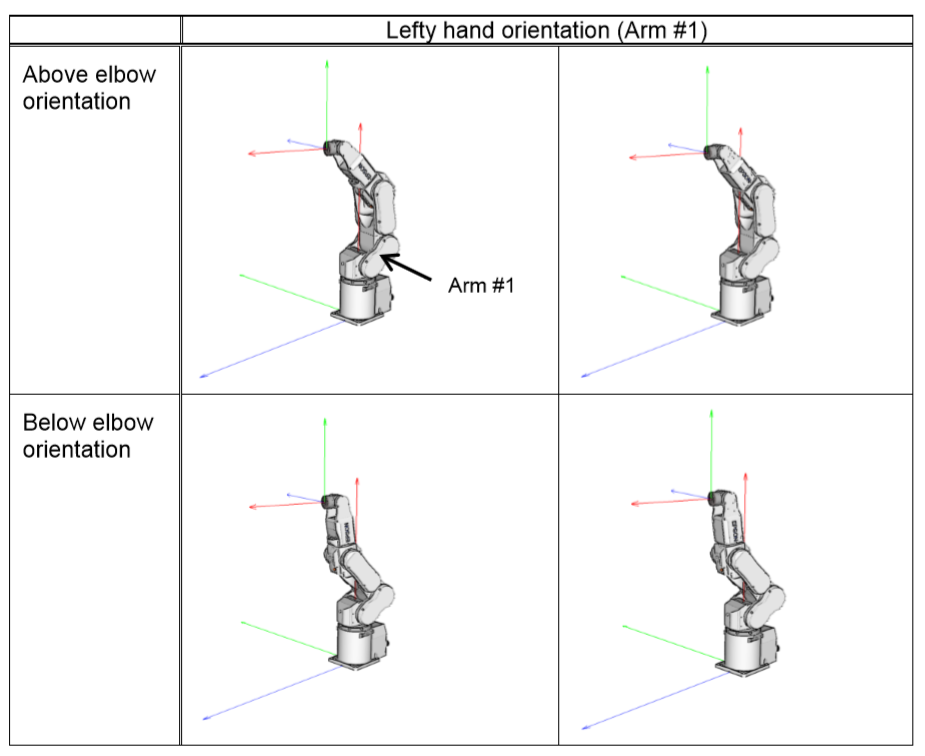 Lefty hand orientation (Arm #1)
Above elbow
orientation
Arm #1
Below elbow
orientation